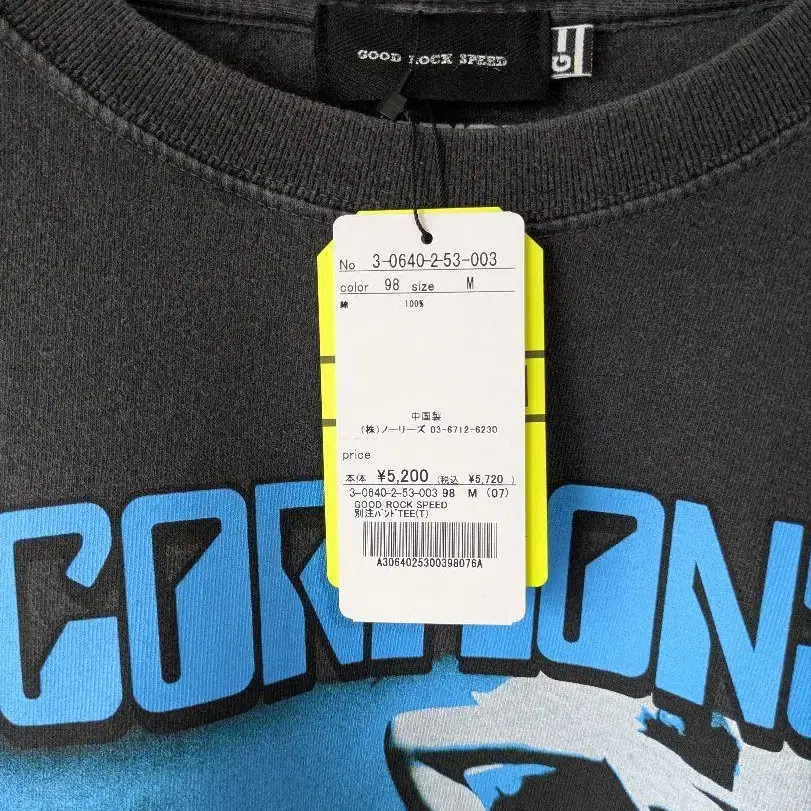 GOOD ROCK SPEED
G
No 3-0640-2-53-003
color 98 size M
綿 100%
中国製
(株)ノーリーズ 03-6712-6230
price
本体 ¥5,200 (税込 ¥5,720 )
3-0640-2-53-003 98 M (07)
GOOD ROCK SPEED
別注バンドTEE(T)
A3064025300398076A
CORPIONS